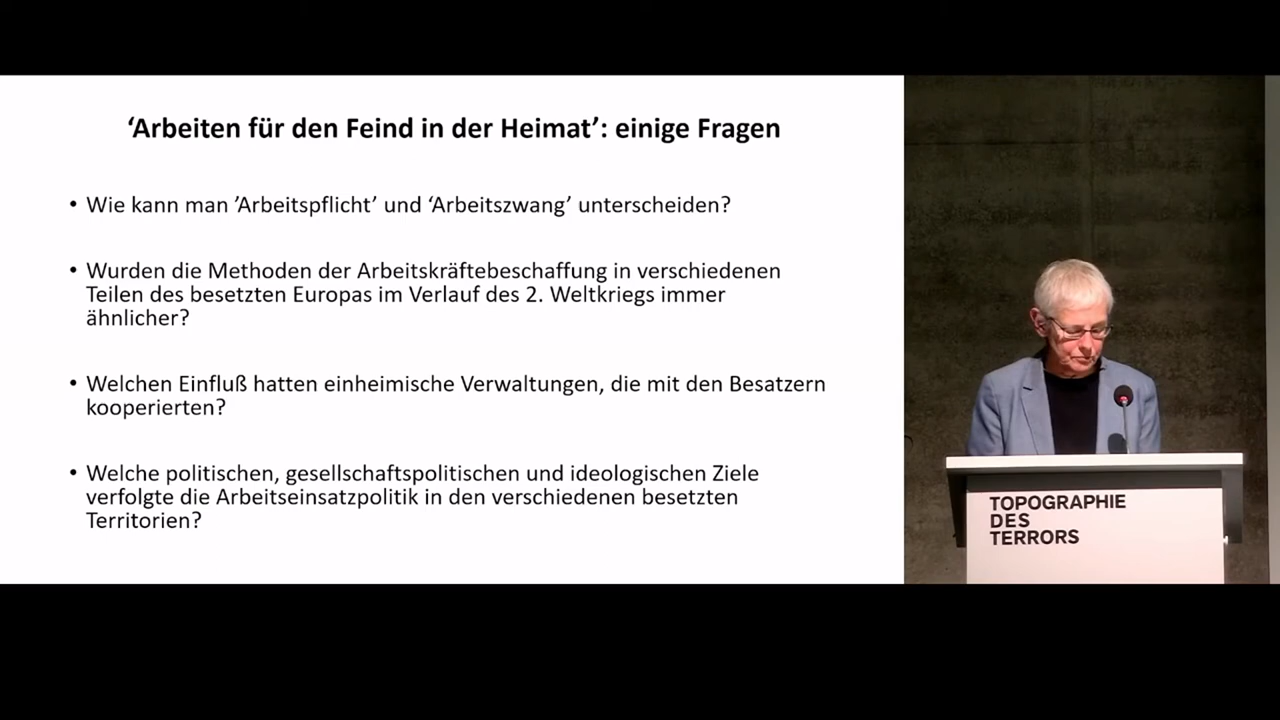 ‘Arbeiten für den Feind in der Heimat’: einige Fragen
• Wie kann man ’Arbeitspflicht’ und ‘Arbeitszwang’ unterscheiden?
• Wurden die Methoden der Arbeitskräftebeschaffung in verschiedenen
Teilen des besetzten Europas im Verlauf des 2. Weltkriegs immer
ähnlicher?
• Welchen Einfluß hatten einheimische Verwaltungen, die mit den Besatzern
kooperierten?
• Welche politischen, gesellschaftspolitischen und ideologischen Ziele
verfolgte die Arbeitseinsatzpolitik in den verschiedenen besetzten
Territorien?
TOPOGRAPHIE
DES
TERRORS